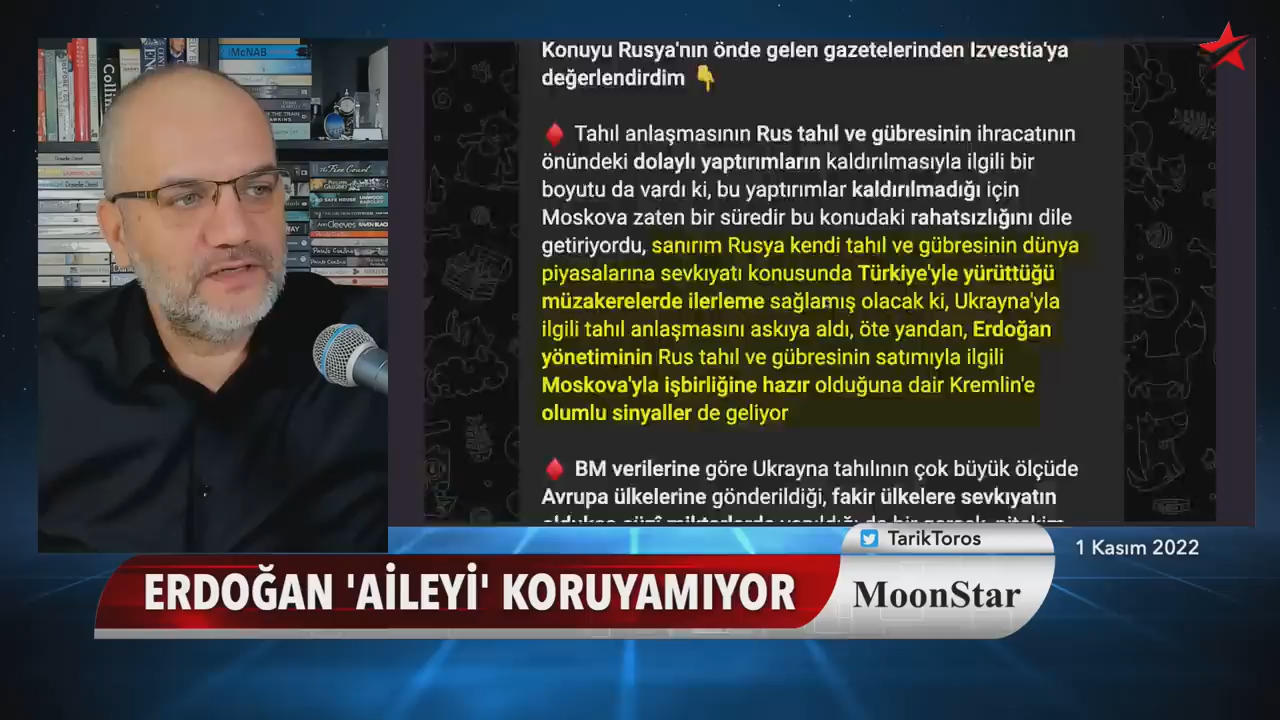 Konuyu Rusya'nın önde gelen gazetelerinden Izvestia'ya
değerlendirdim
Tahıl anlaşmasının Rus tahıl ve gübresinin ihracatının
önündeki dolaylı yaptırımların kaldırılmasıyla ilgili bir
boyutu da vardı ki, bu yaptırımlar kaldırılmadığı için
Moskova zaten bir süredir bu konudaki rahatsızlığını dile
getiriyordu, sanırım Rusya kendi tahıl ve gübresinin dünya
piyasalarına sevkıyatı konusunda Türkiye'yle yürüttüğü
müzakerelerde ilerleme sağlamış olacak ki, Ukrayna'yla
ilgili tahıl anlaşmasını askıya aldı, öte yandan, Erdoğan
yönetiminin Rus tahıl ve gübresinin satımıyla ilgili
Moskova'yla işbirliğine hazır olduğuna dair Kremlin'e
olumlu sinyaller de geliyor
BM verilerine göre Ukrayna tahılının çok büyük ölçüde
Avrupa ülkelerine gönderildiği, fakir ülkelere sevkıyatın
TarikToros
1 Kasım 2022
ERDOĞAN 'AİLEYİ' KORUYAMIYOR
MoonStar
iMcNAB